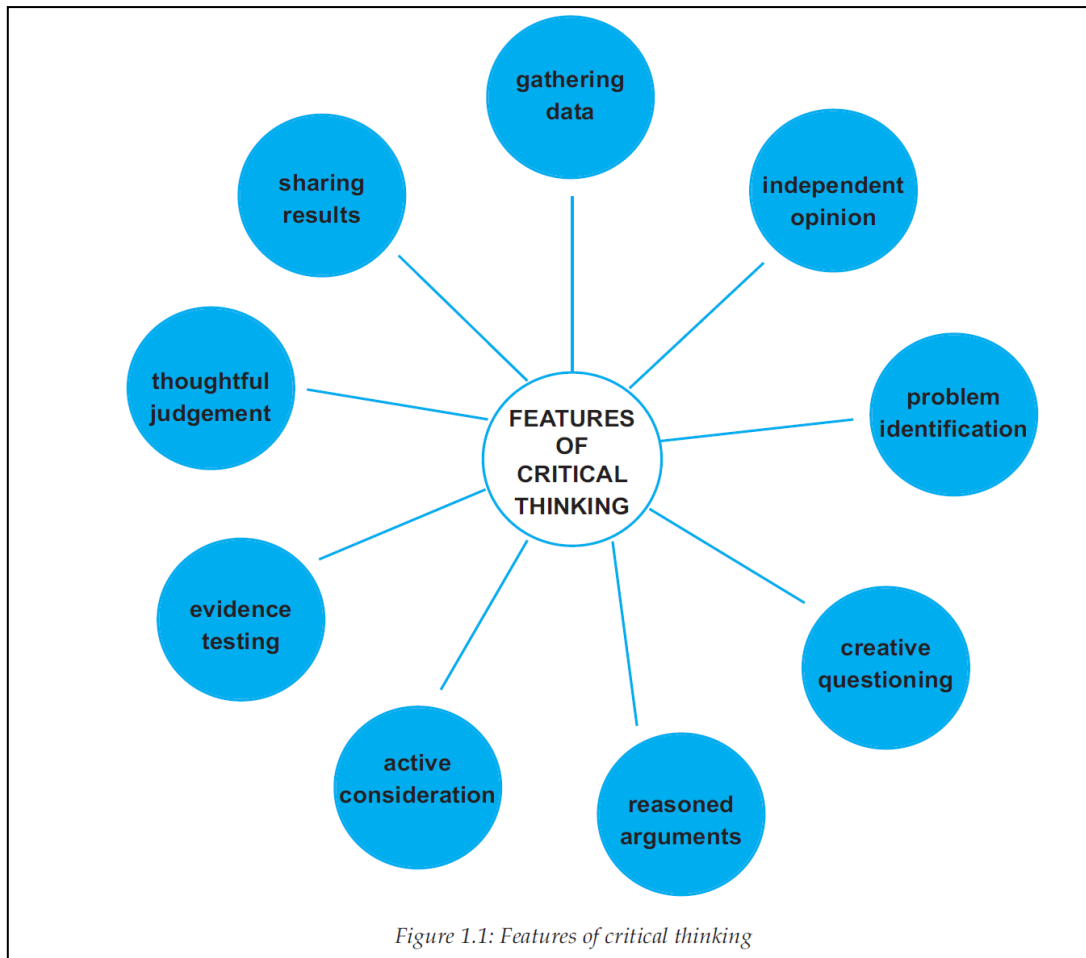 gathering
data
independent
opinion
problem
identification
creative
questioning
reasoned
arguments
active
consideration
evidence
testing
thoughtful
judgement
sharing
results
FEATURES
OF
CRITICAL
THINKING
Figure 1.1: Features of critical thinking